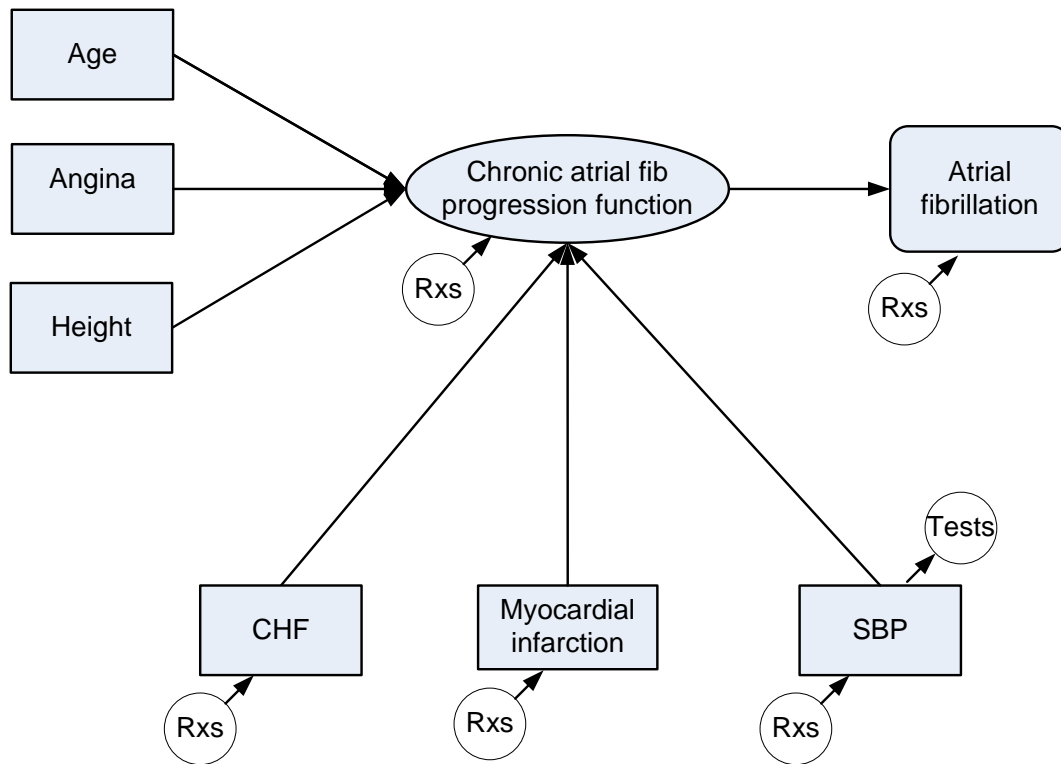 Age
Angina
Height
Chronic atrial fib
progression function
Rxs
Atrial
fibrillation
Rxs
CHF
Rxs
Myocardial
infarction
Rxs
Tests
SBP
Rxs